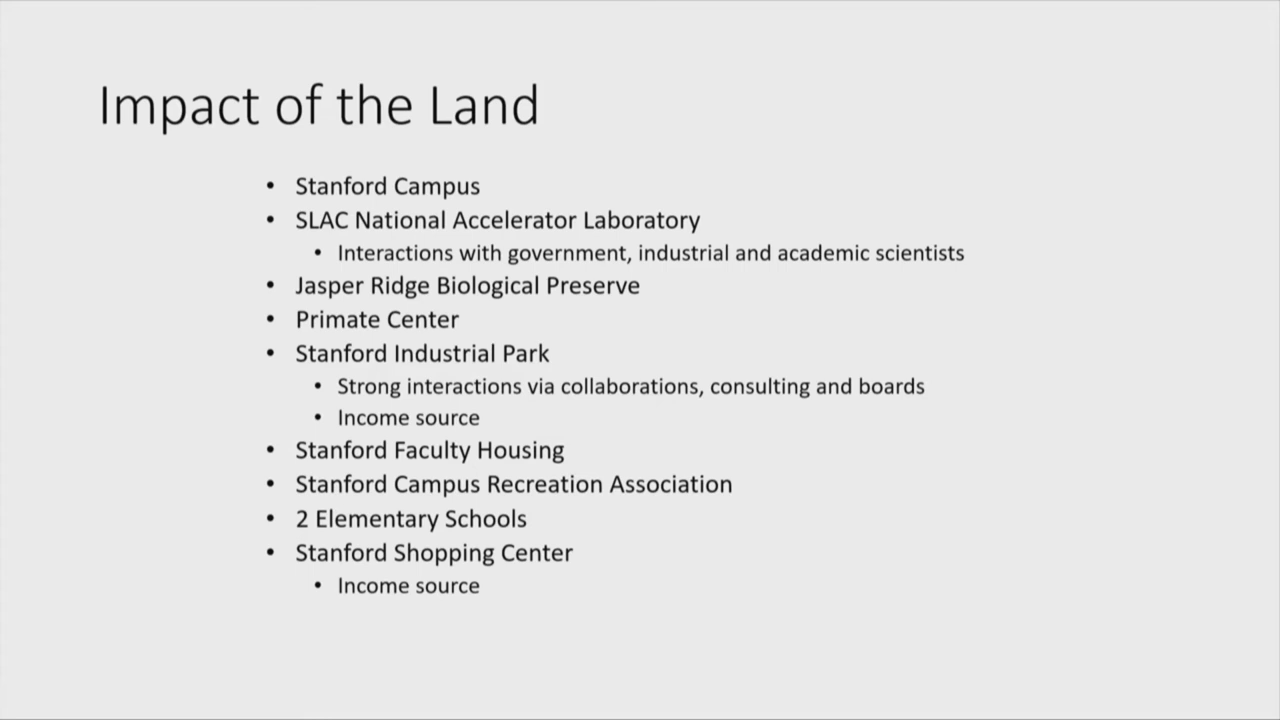 Impact of the Land
• Stanford Campus
• SLAC National Accelerator Laboratory
• Interactions with government, industrial and academic scientists
• Jasper Ridge Biological Preserve
• Primate Center
• Stanford Industrial Park
• Strong interactions via collaborations, consulting and boards
• Income source
• Stanford Faculty Housing
• Stanford Campus Recreation Association
• 2 Elementary Schools
• Stanford Shopping Center
• Income source